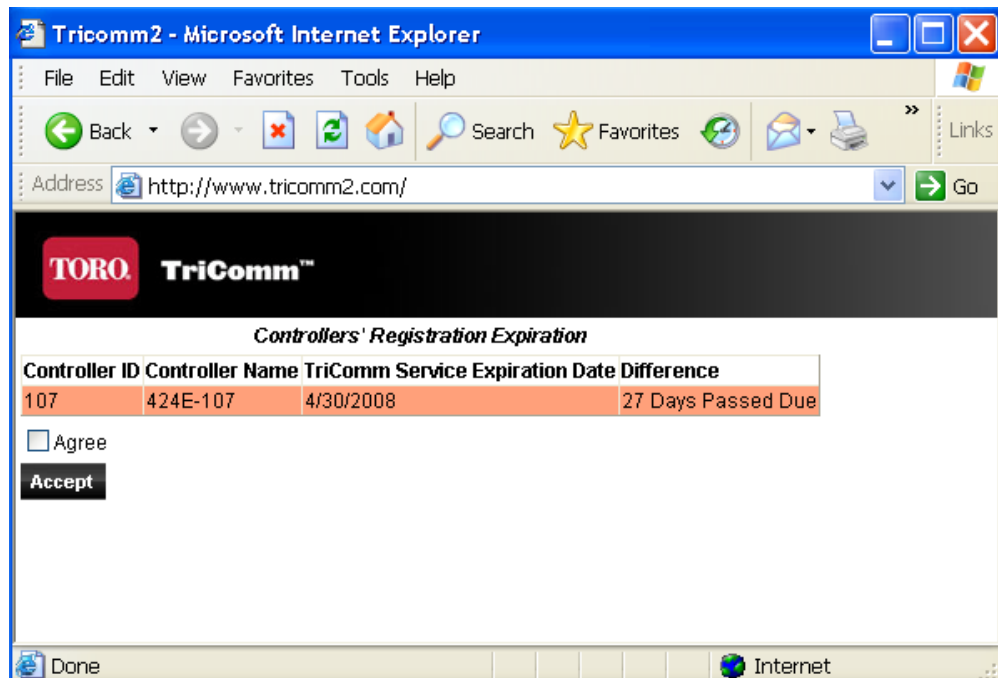 Tricomm2 - Microsoft Internet Explorer
File Edit View Favorites Tools Help
Back Search Favorites Links
Address http://www.tricomm2.com/ Go
TORO. TriComm™
Controllers' Registration Expiration
Controller ID Controller Name TriComm Service Expiration Date Difference
107 424E-107 4/30/2008 27 Days Passed Due
Agree
Accept
Done Internet